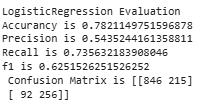 LogisticRegression Evaluation
Accurancy is 0.7821149751596878
Precision is 0.5435244161358811
Recall is 0.735632183908046
f1 is 0.6251526251526252
Confusion Matrix is [[846 215]
[ 92 256]]